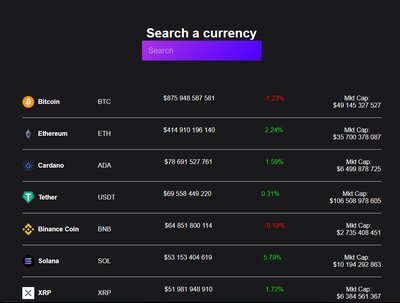 Search a currency
Search
Bitcoin BTC $875 948 587 581 -1.23% Mkt Cap:
$49 145 327 527
Ethereum ETH $414 910 196 140 2.24% Mkt Cap:
$35 700 378 087
Cardano ADA $78 691 527 761 1.59% Mkt Cap:
$6 499 878 725
Tether USDT $69 558 449 220 0.31% Mkt Cap:
$106 508 978 605
Binance Coin BNB $64 851 800 114 -0.19% Mkt Cap:
$2 735 408 451
Solana SOL $53 153 404 619 5.79% Mkt Cap:
$10 194 292 863
XRP XRP $51 981 948 910 1.72% Mkt Cap:
$6 384 561 367